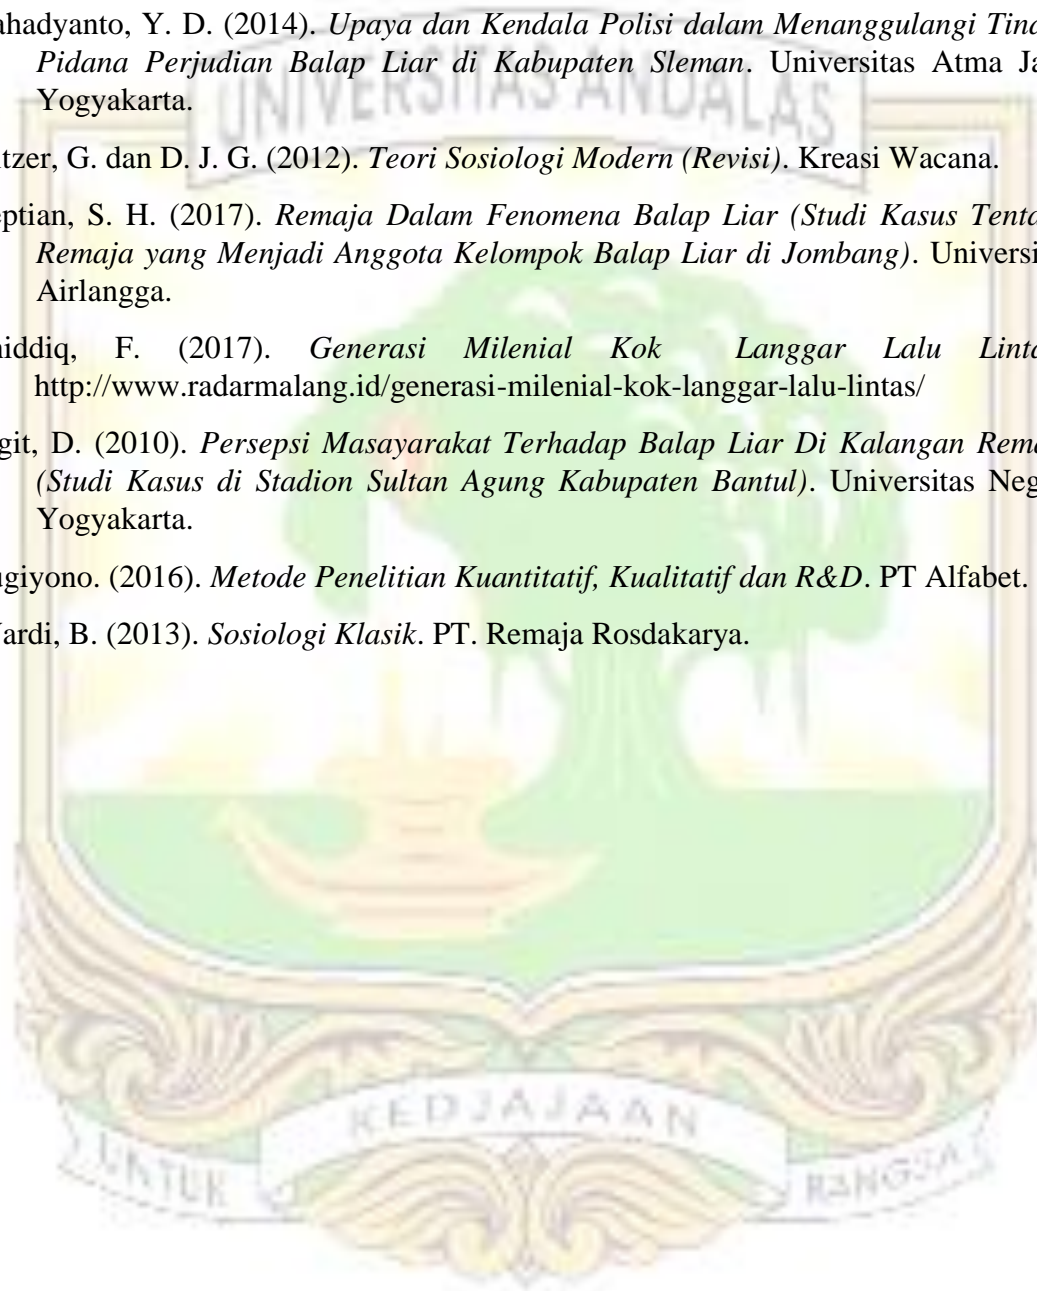 ahadyanto, Y. D. (2014). Upaya dan Kendala Polisi dalam Menanggulangi Tind
Pidana Perjudian Balap Liar di Kabupaten Sleman. Universitas Atma Ja
Yogyakarta.
UNIVERSITAS ANDALAS
tzer, G. dan D. J. G. (2012). Teori Sosiologi Modern (Revisi). Kreasi Wacana.
eptian, S. H. (2017). Remaja Dalam Fenomena Balap Liar (Studi Kasus Tenta
Remaja yang Menjadi Anggota Kelompok Balap Liar di Jombang). Universi
Airlangga.
iddiq, F. (2017). Generasi Milenial Kok Langgar Lalu Linta
http://www.radarmalang.id/generasi-milenial-kok-langgar-lalu-lintas/
git, D. (2010). Persepsi Masayarakat Terhadap Balap Liar Di Kalangan Rema
(Studi Kasus di Stadion Sultan Agung Kabupaten Bantul). Universitas Neg
Yogyakarta.
ugiyono. (2016). Metode Penelitian Kuantitatif, Kualitatif dan R&D. PT Alfabet.
ardi, B. (2013). Sosiologi Klasik. PT. Remaja Rosdakarya.
KEDJAJAAN
UNTUK BANGSA